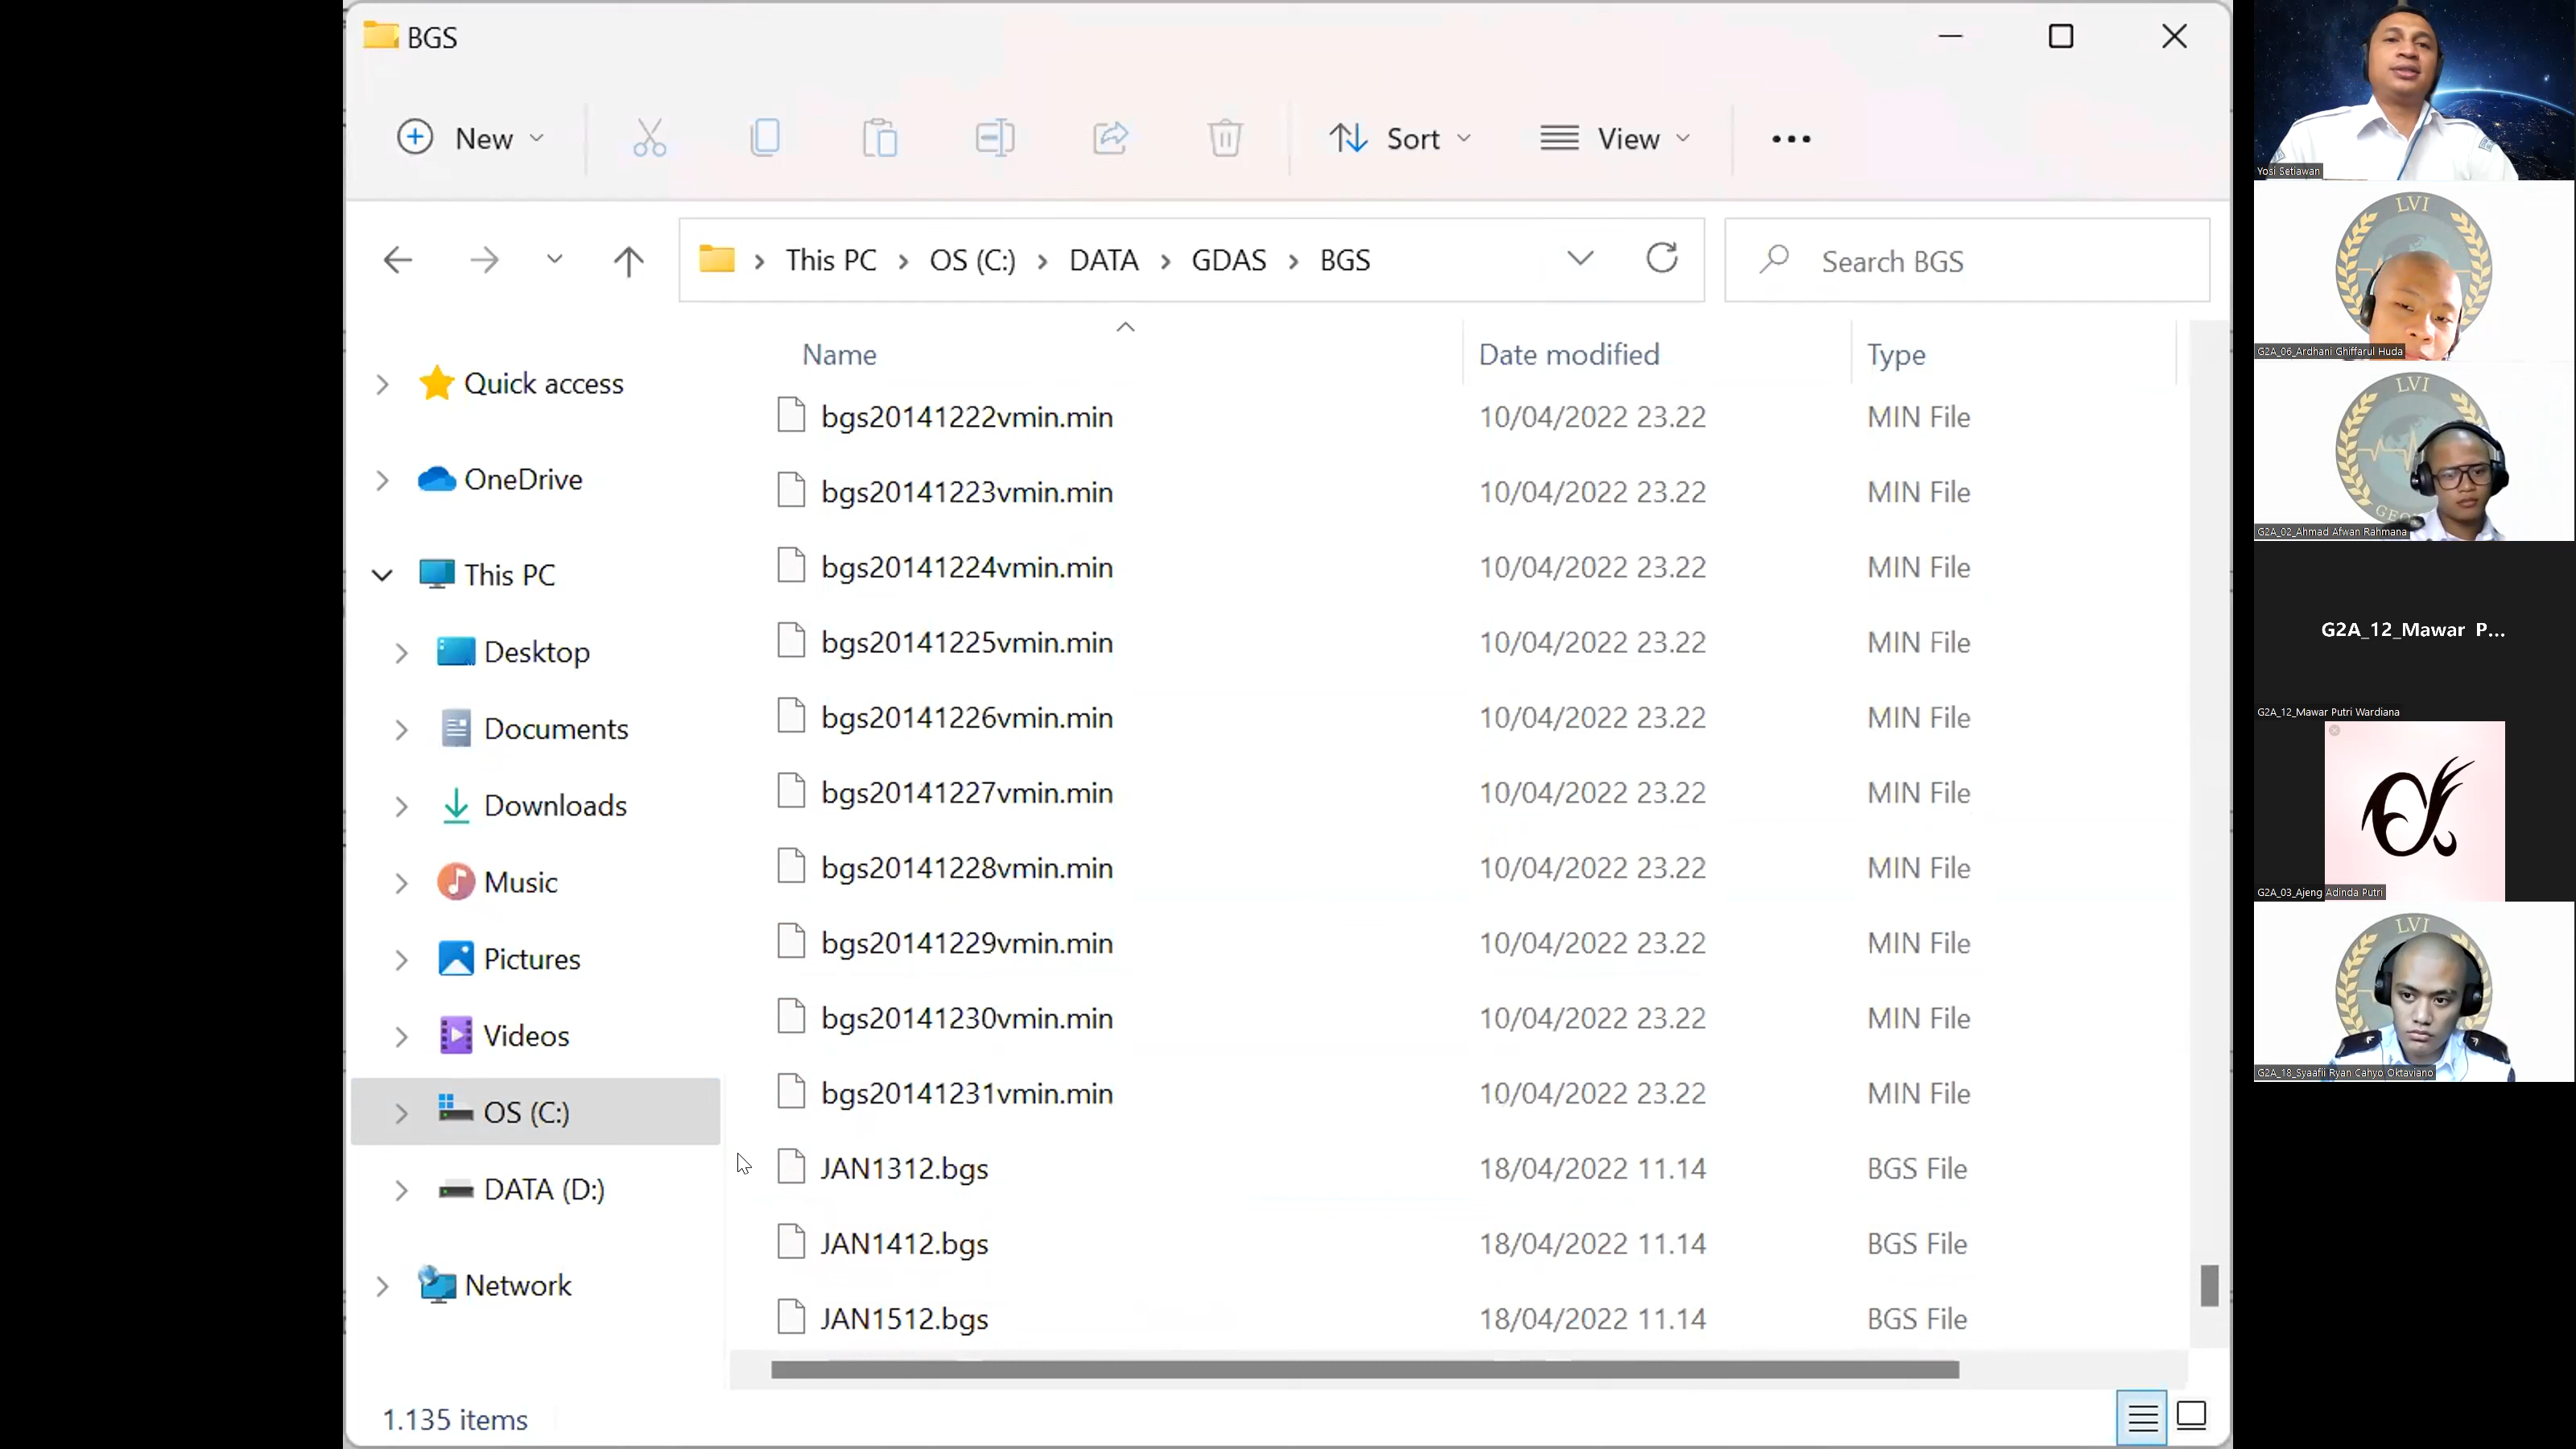 BGS
New
Sort
View
This PC > OS (C:) > DATA > GDAS > BGS
Search BGS
Name Date modified Type
Quick access
OneDrive
This PC
Desktop
Documents
Downloads
Music
Pictures
Videos
OS (C:)
DATA (D:)
Network
bgs20141222vmin.min 10/04/2022 23.22 MIN File
bgs20141223vmin.min 10/04/2022 23.22 MIN File
bgs20141224vmin.min 10/04/2022 23.22 MIN File
bgs20141225vmin.min 10/04/2022 23.22 MIN File
bgs20141226vmin.min 10/04/2022 23.22 MIN File
bgs20141227vmin.min 10/04/2022 23.22 MIN File
bgs20141228vmin.min 10/04/2022 23.22 MIN File
bgs20141229vmin.min 10/04/2022 23.22 MIN File
bgs20141230vmin.min 10/04/2022 23.22 MIN File
bgs20141231vmin.min 10/04/2022 23.22 MIN File
JAN1312.bgs 18/04/2022 11.14 BGS File
JAN1412.bgs 18/04/2022 11.14 BGS File
JAN1512.bgs 18/04/2022 11.14 BGS File
1.135 items
Yosi Setiawan
LVI
G2A_06_Ardhani Ghiffarul Huda
LVI
G2A_02_Ahmad Afwan Rahmana
G2A_12_Mawar P...
G2A_12_Mawar Putri Wardiana
G2A_03_Ajeng Adinda Putri
LVI
G2A_18_Syaafii Ryan Cahyo Oktaviano